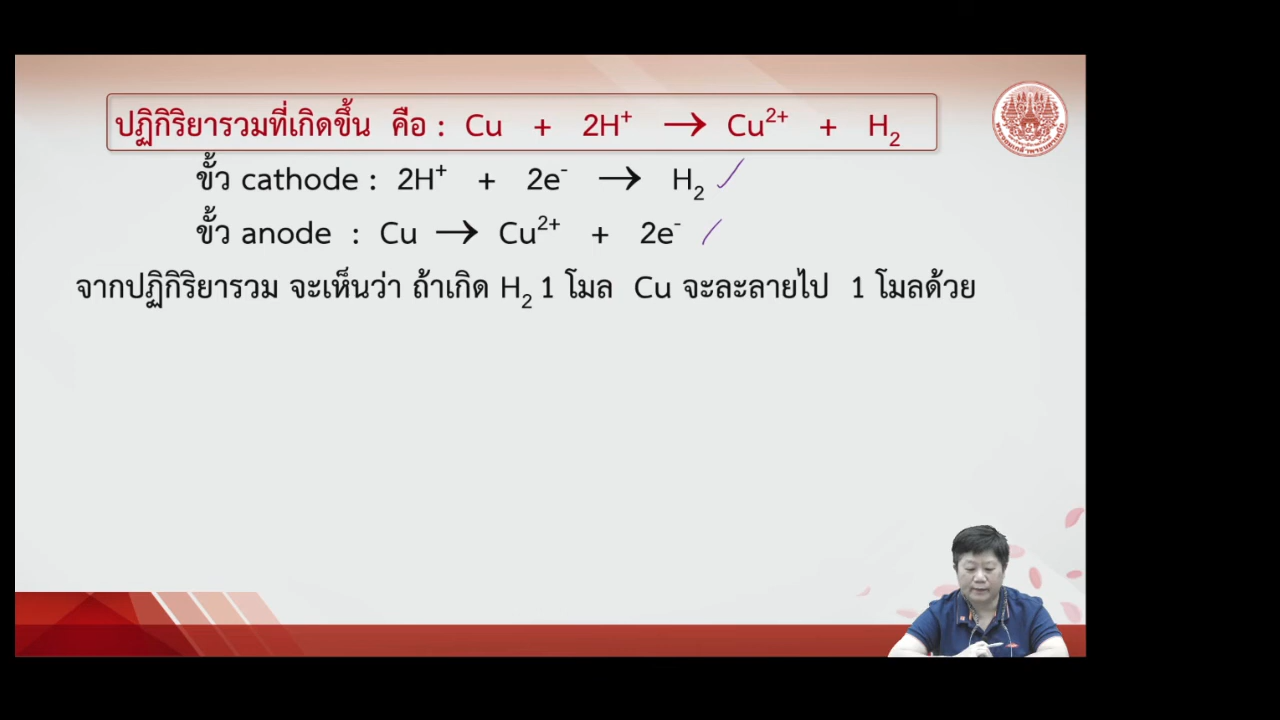 ปฏิกิริยารวมที่เกิดขึ้น คือ : Cu + 2H⁺ → Cu²⁺ + H₂
ขั้ว cathode : 2H⁺ + 2e⁻ → H₂
ขั้ว anode : Cu → Cu²⁺ + 2e⁻
จากปฏิกิริยารวม จะเห็นว่า ถ้าเกิด H₂ 1 โมล Cu จะละลายไป 1 โมลด้วย